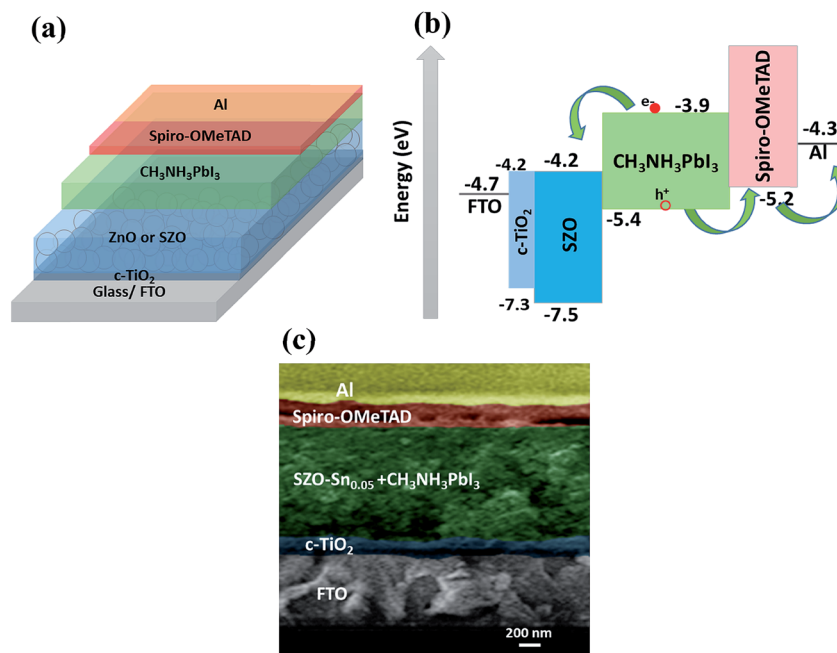 (a)
Al
Spiro-OMeTAD
CH₃NH₃PbI₃
ZnO or SZO
c-TiO₂
Glass/ FTO
(b)
Energy (eV)
-4.7
FTO
-4.2
c-TiO₂
-7.3
-4.2
SZO
-7.5
e-
-3.9
CH₃NH₃PbI₃
h⁺
-5.4
Spiro-OMeTAD
-5.2
-4.3
Al
(c)
Al
Spiro-OMeTAD
SZO-Sn₀.₀₅ +CH₃NH₃PbI₃
c-TiO₂
FTO
200 nm